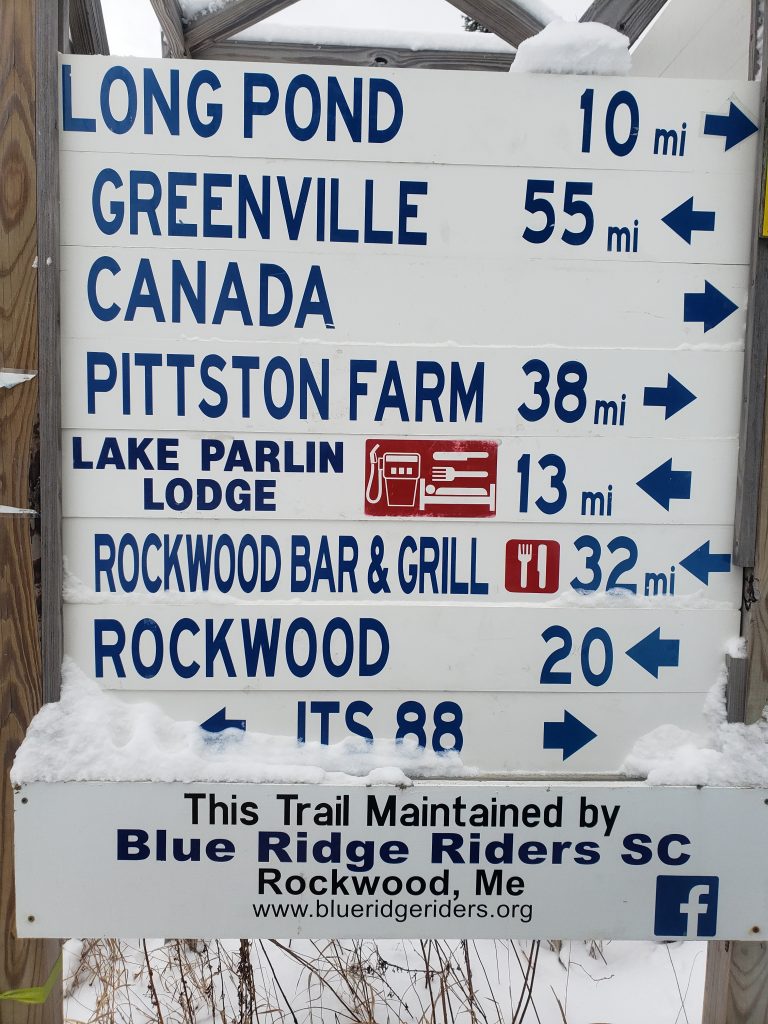 LONG POND 10 mi
GREENVILLE 55 mi
CANADA
PITTSTON FARM 38 mi
LAKE PARLIN
LODGE 13 mi
ROCKWOOD BAR & GRILL 32 mi
ROCKWOOD 20
ITS 88
This Trail Maintained by
Blue Ridge Riders SC
Rockwood, Me
www.blueridgeriders.org
f